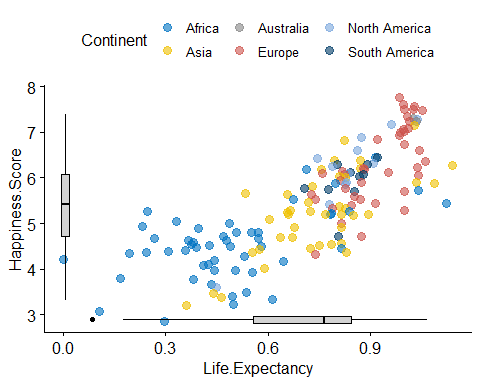 Continent
Africa
Australia
North America
Asia
Europe
South America
Happiness.Score
8
7
6
5
4
3
0.0
0.3
0.6
0.9
Life.Expectancy